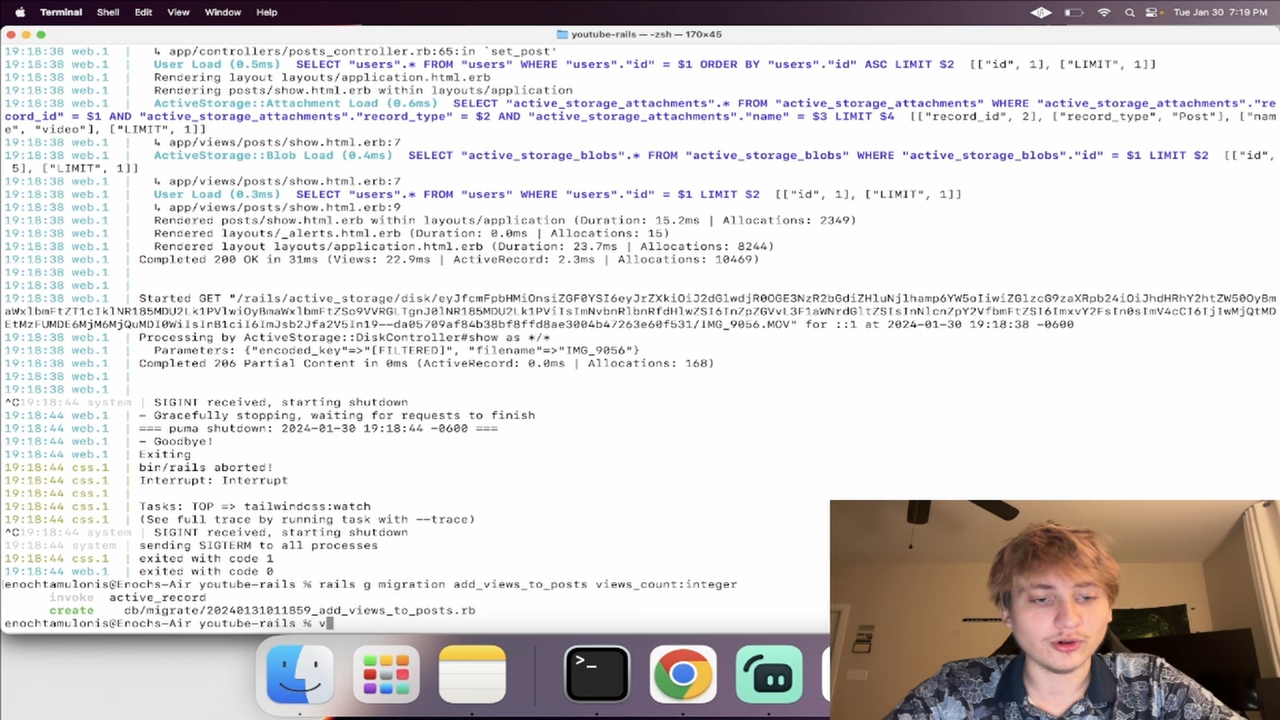 Terminal Shell Edit View Window Help Tue Jan 30 7:19 PM
youtube-rails — -zsh — 170×45
19:18:38 web.1 | ↳ app/controllers/posts_controller.rb:65:in `set_post'
19:18:38 web.1 | User Load (0.5ms) SELECT "users".* FROM "users" WHERE "users"."id" = $1 ORDER BY "users"."id" ASC LIMIT $2 [["id", 1], ["LIMIT", 1]]
19:18:38 web.1 | Rendering layout layouts/application.html.erb
19:18:38 web.1 | Rendering posts/show.html.erb within layouts/application
19:18:38 web.1 | ActiveStorage::Attachment Load (0.6ms) SELECT "active_storage_attachments".* FROM "active_storage_attachments" WHERE "active_storage_attachments"."re
cord_id" = $1 AND "active_storage_attachments"."record_type" = $2 AND "active_storage_attachments"."name" = $3 LIMIT $4 [["record_id", 2], ["record_type", "Post"], ["nam
e", "video"], ["LIMIT", 1]]
19:18:38 web.1 | ↳ app/views/posts/show.html.erb:7
19:18:38 web.1 | ActiveStorage::Blob Load (0.4ms) SELECT "active_storage_blobs".* FROM "active_storage_blobs" WHERE "active_storage_blobs"."id" = $1 LIMIT $2 [["id",
5], ["LIMIT", 1]]
19:18:38 web.1 | ↳ app/views/posts/show.html.erb:7
19:18:38 web.1 | User Load (0.3ms) SELECT "users".* FROM "users" WHERE "users"."id" = $1 LIMIT $2 [["id", 1], ["LIMIT", 1]]
19:18:38 web.1 | ↳ app/views/posts/show.html.erb:9
19:18:38 web.1 | Rendered posts/show.html.erb within layouts/application (Duration: 15.2ms | Allocations: 2349)
19:18:38 web.1 | Rendered layouts/_alerts.html.erb (Duration: 0.0ms | Allocations: 15)
19:18:38 web.1 | Rendered layout layouts/application.html.erb (Duration: 23.7ms | Allocations: 8244)
19:18:38 web.1 | Completed 200 OK in 31ms (Views: 22.9ms | ActiveRecord: 2.3ms | Allocations: 10469)
19:18:38 web.1 |
19:18:38 web.1 |
19:18:38 web.1 | Started GET
IMG_9056.MOV" for ::1 at 2024-01-30 19:18:38 -0600
19:18:38 web.1 | Processing by ActiveStorage::DiskController#show as */*
19:18:38 web.1 | Parameters: {"encoded_key"=>"[FILTERED]", "filename"=>"IMG_9056"}
19:18:38 web.1 | Completed 206 Partial Content in 0ms (ActiveRecord: 0.0ms | Allocations: 168)
19:18:38 web.1 |
19:18:38 web.1 |
^C19:18:44 system | SIGINT received, starting shutdown
19:18:44 web.1 | - Gracefully stopping, waiting for requests to finish
19:18:44 web.1 | === puma shutdown: 2024-01-30 19:18:44 -0600 ===
19:18:44 web.1 | - Goodbye!
19:18:44 web.1 | Exiting
19:18:44 css.1 | bin/rails aborted!
19:18:44 css.1 | Interrupt: Interrupt
19:18:44 css.1 |
19:18:44 css.1 | Tasks: TOP => tailwindcss:watch
19:18:44 css.1 | (See full trace by running task with --trace)
^C19:18:44 system | SIGINT received, starting shutdown
19:18:44 system | sending SIGTERM to all processes
19:18:44 css.1 | exited with code 1
19:18:44 web.1 | exited with code 0
enochtamulonis@Enochs-Air youtube-rails % rails g migration add_views_to_posts views_count:integer
invoke active_record
create db/migrate/20240131011859_add_views_to_posts.rb
enochtamulonis@Enochs-Air youtube-rails % v